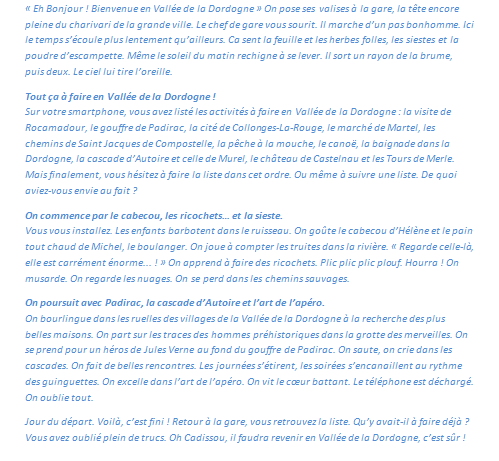 « Eh Bonjour ! Bienvenue en Vallée de la Dordogne » On pose ses valises à la gare, la tête encore
pleine du charivari de la grande ville. Le chef de gare vous sourit. Il marche d’un pas bonhomme. Ici
le temps s’écoule plus lentement qu’ailleurs. Ca sent la feuille et les herbes folles, les siestes et la
poudre d’escampette. Même le soleil du matin rechigne à se lever. Il sort un rayon de la brume,
puis deux. Le ciel lui tire l’oreille.
Tout ça à faire en Vallée de la Dordogne !
Sur votre smartphone, vous avez listé les activités à faire en Vallée de la Dordogne : la visite de
Rocamadour, le gouffre de Padirac, la cité de Collonges-La-Rouge, le marché de Martel, les
chemins de Saint Jacques de Compostelle, la pêche à la mouche, le canoë, la baignade dans la
Dordogne, la cascade d’Autoire et celle de Murel, le château de Castelnau et les Tours de Merle.
Mais finalement, vous hésitez à faire la liste dans cet ordre. Ou même à suivre une liste. De quoi
aviez-vous envie au fait ?
On commence par le cabecou, les ricochets... et la sieste.
Vous vous installez. Les enfants barbotent dans le ruisseau. On goûte le cabecou d’Hélène et le pain
tout chaud de Michel, le boulanger. On joue à compter les truites dans la rivière. « Regarde celle-là,
elle est carrément énorme... ! » On apprend à faire des ricochets. Plic plic plic plouf. Hourra ! On
musarde. On regarde les nuages. On se perd dans les chemins sauvages.
On poursuit avec Padirac, la cascade d’Autoire et l’art de l’apéro.
On bourlingue dans les ruelles des villages de la Vallée de la Dordogne à la recherche des plus
belles maisons. On part sur les traces des hommes préhistoriques dans la grotte des merveilles. On
se prend pour un héros de Jules Verne au fond du gouffre de Padirac. On saute, on crie dans les
cascades. On fait de belles rencontres. Les journées s’étirent, les soirées s’encanaillent au rythme
des guinguettes. On excelle dans l’art de l’apéro. On vit le cœur battant. Le téléphone est déchargé.
On oublie tout.
Jour du départ. Voilà, c’est fini ! Retour à la gare, vous retrouvez la liste. Qu’y avait-il à faire déjà ?
Vous avez oublié plein de trucs. Oh Cadissou, il faudra revenir en Vallée de la Dordogne, c’est sûr !